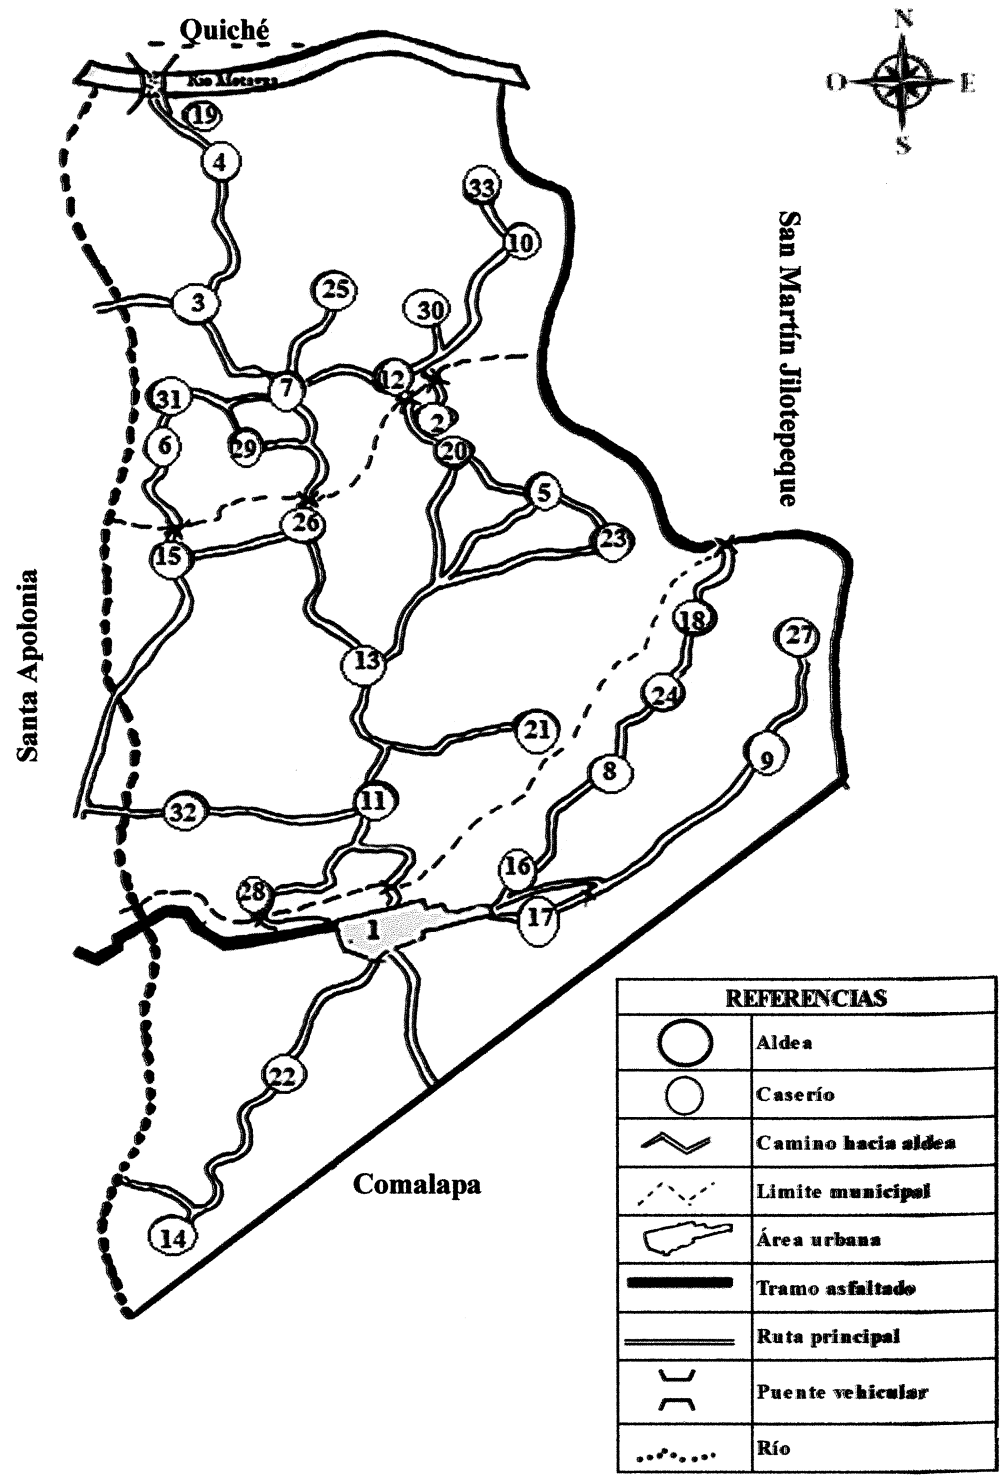 Quiché
Río Motagua
N
O
E
S
19
4
33
10
San Martín Jilotepeque
3
25
30
12
7
31
2
6
29
20
5
26
23
15
18
27
13
24
21
9
8
Santa Apolonia
32
11
16
28
17
1
22
Comalapa
14
REFERENCIAS
Aldea
Caserío
Camino hacia aldea
Limite municipal
Área urbana
Tramo asfaltado
Ruta principal
Puente vehicular
Río